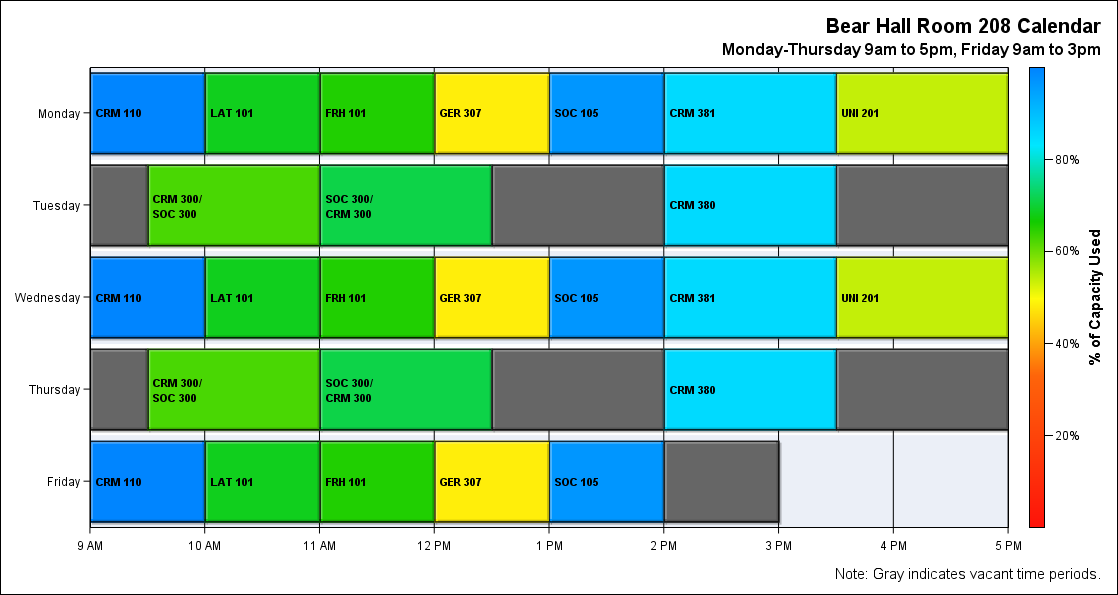 Bear Hall Room 208 Calendar
Monday-Thursday 9am to 5pm, Friday 9am to 3pm
Monday
CRM 110
LAT 101
FRH 101
GER 307
SOC 105
CRM 381
UNI 201
Tuesday
CRM 300/
SOC 300
SOC 300/
CRM 300
CRM 380
Wednesday
CRM 110
LAT 101
FRH 101
GER 307
SOC 105
CRM 381
UNI 201
Thursday
CRM 300/
SOC 300
SOC 300/
CRM 300
CRM 380
Friday
CRM 110
LAT 101
FRH 101
GER 307
SOC 105
9 AM
10 AM
11 AM
12 PM
1 PM
2 PM
3 PM
4 PM
5 PM
80%
60%
40%
20%
% of Capacity Used
Note: Gray indicates vacant time periods.